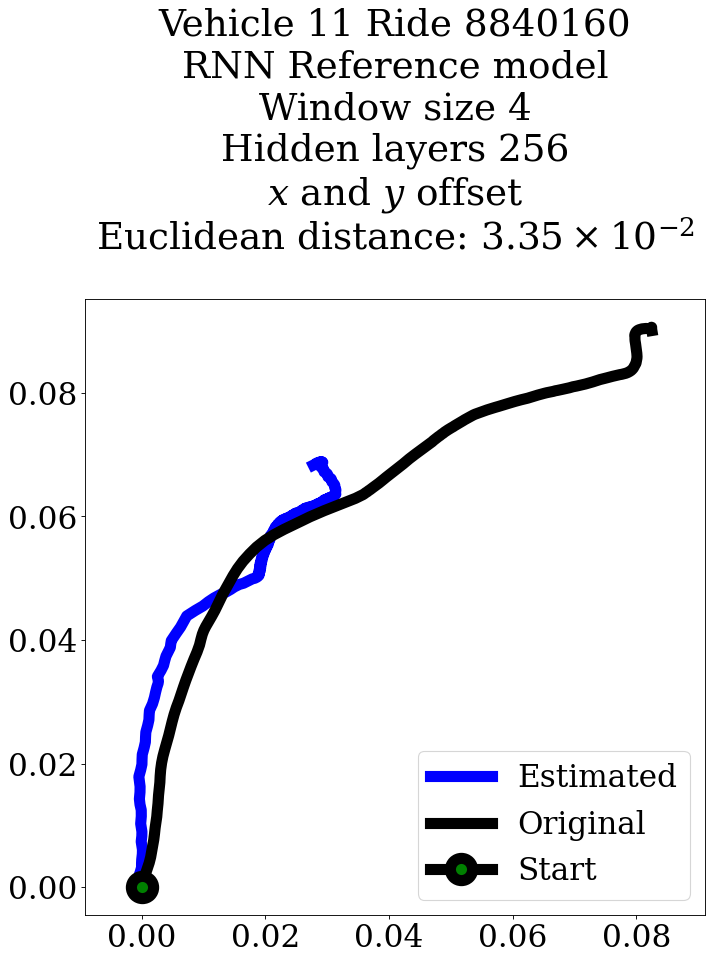 Vehicle 11 Ride 8840160
RNN Reference model
Window size 4
Hidden layers 256
x and y offset
Euclidean distance: 3.35 × 10⁻²
0.08
0.06
0.04
0.02
0.00
Estimated
Original
Start
0.00 0.02 0.04 0.06 0.08